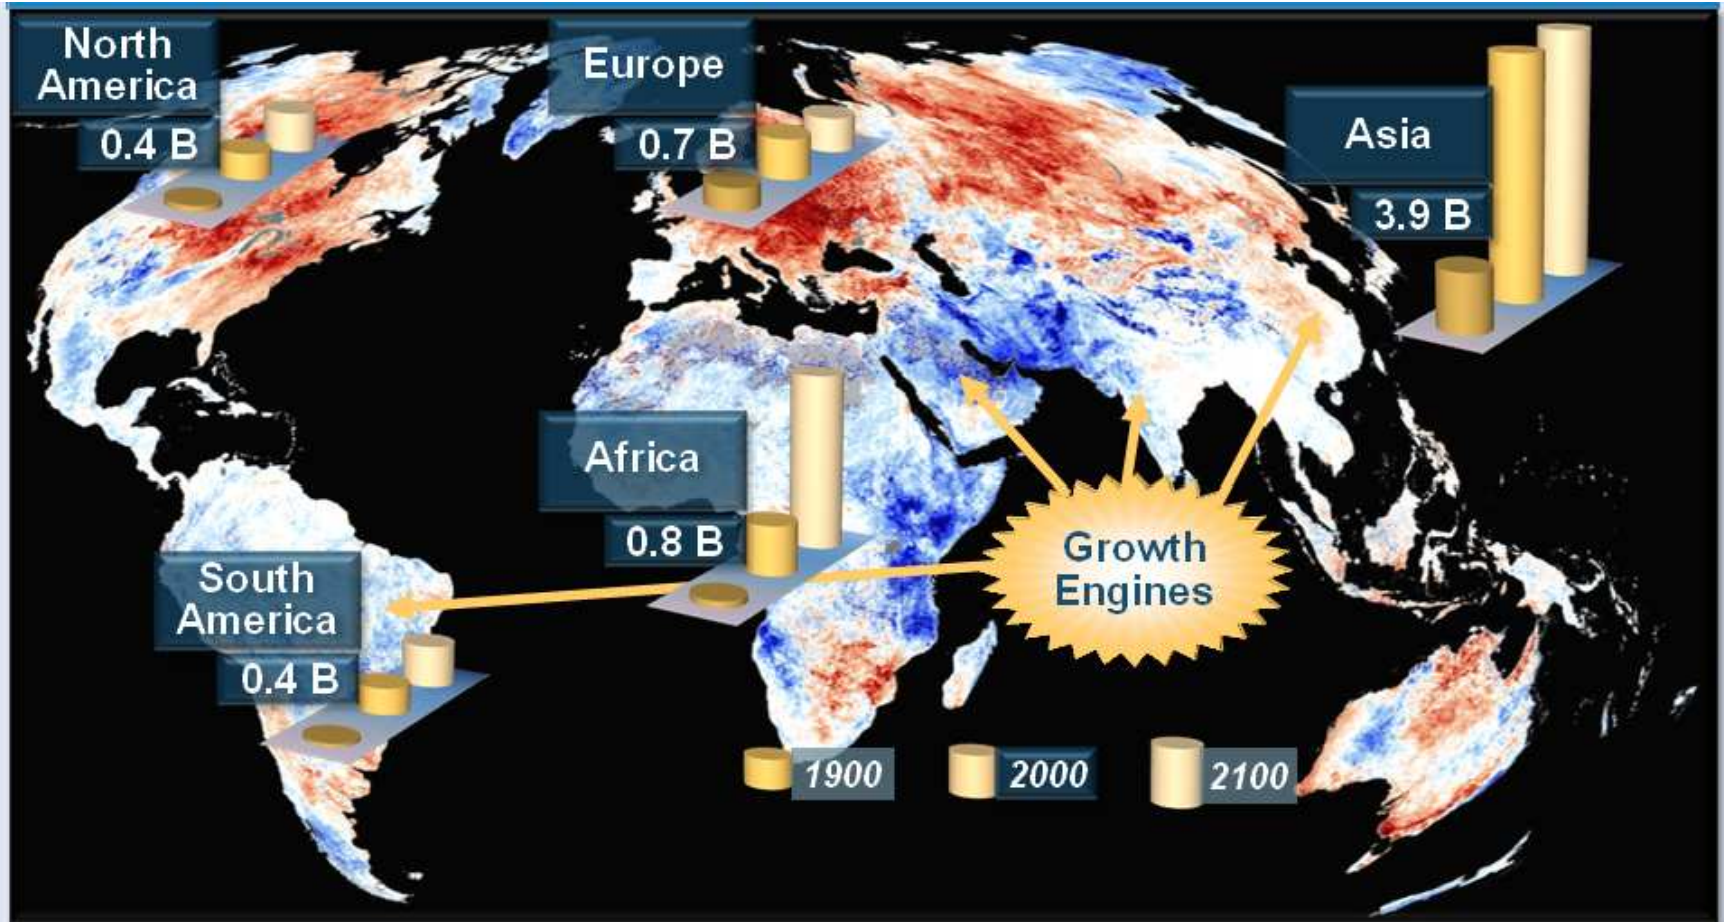 North
America
0.4 B
Europe
0.7 B
Asia
3.9 B
Africa
0.8 B
South
America
0.4 B
Growth
Engines
1900
2000
2100